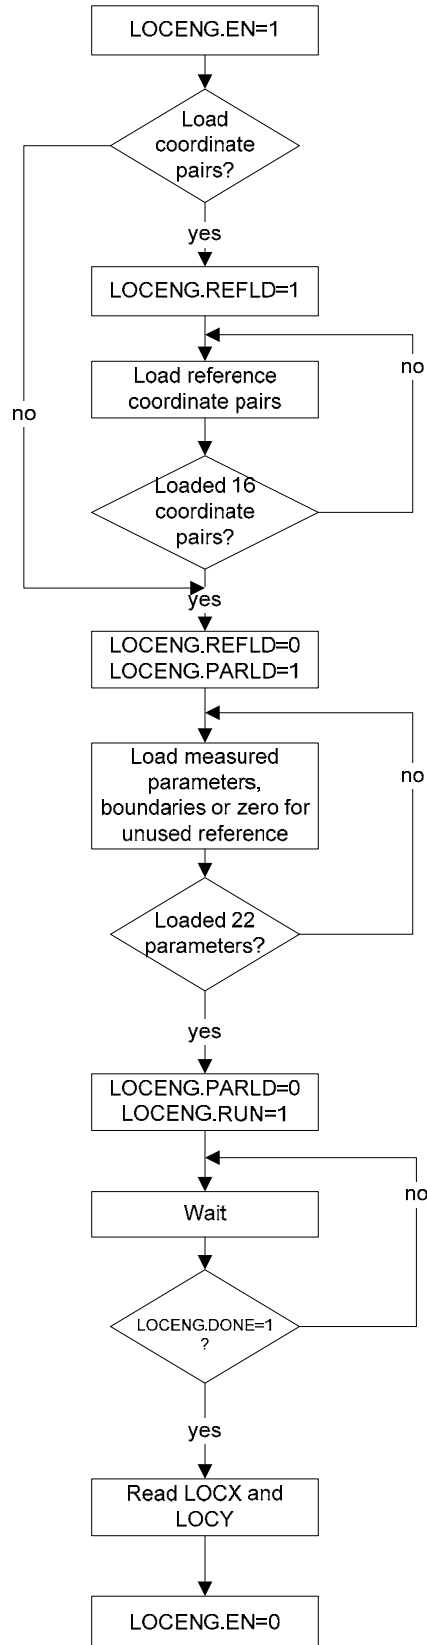 LOCENG.EN=1
Load
coordinate
pairs?
yes
LOCENG.REFLD=1
no
Load reference
coordinate pairs
no
Loaded 16
coordinate
pairs?
yes
LOCENG.REFLD=0
LOCENG.PARLD=1
Load measured
parameters,
boundaries or zero for
unused reference
no
Loaded 22
parameters?
yes
LOCENG.PARLD=0
LOCENG.RUN=1
no
Wait
LOCENG.DONE=1
?
yes
Read LOCX and
LOCY
LOCENG.EN=0